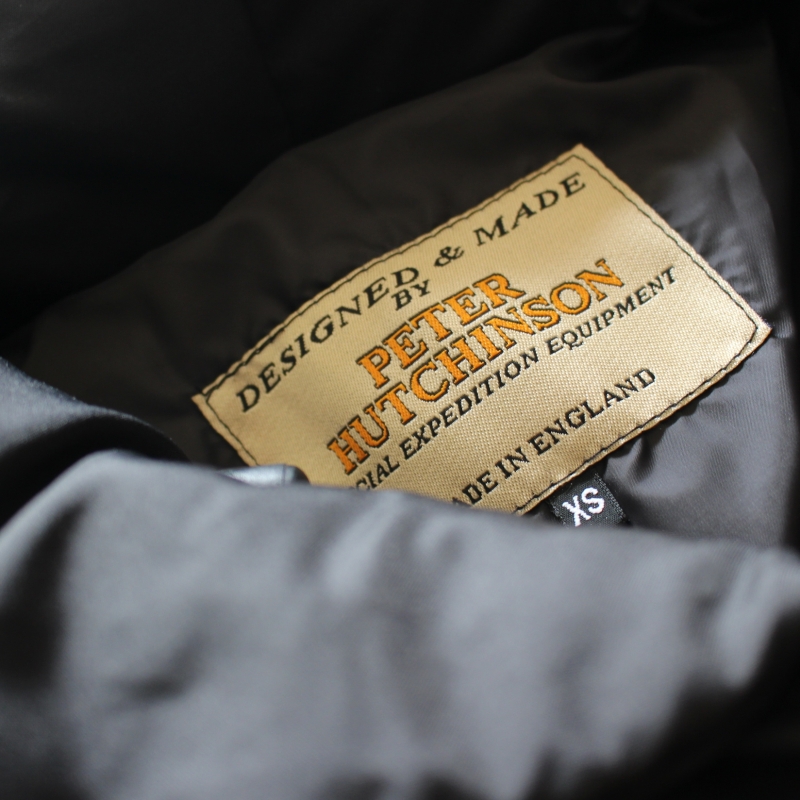 DESIGNED & MADE
BY
PETER
HUTCHINSON
CIAL EXPEDITION EQUIPMENT
ADE IN ENGLAND
XS